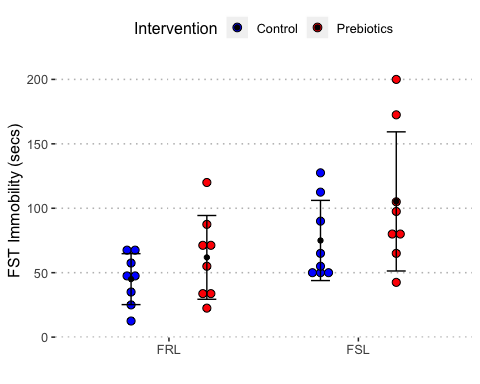 Intervention Control Prebiotics
FST Immobility (secs)
200
150
100
50
0
FRL FSL